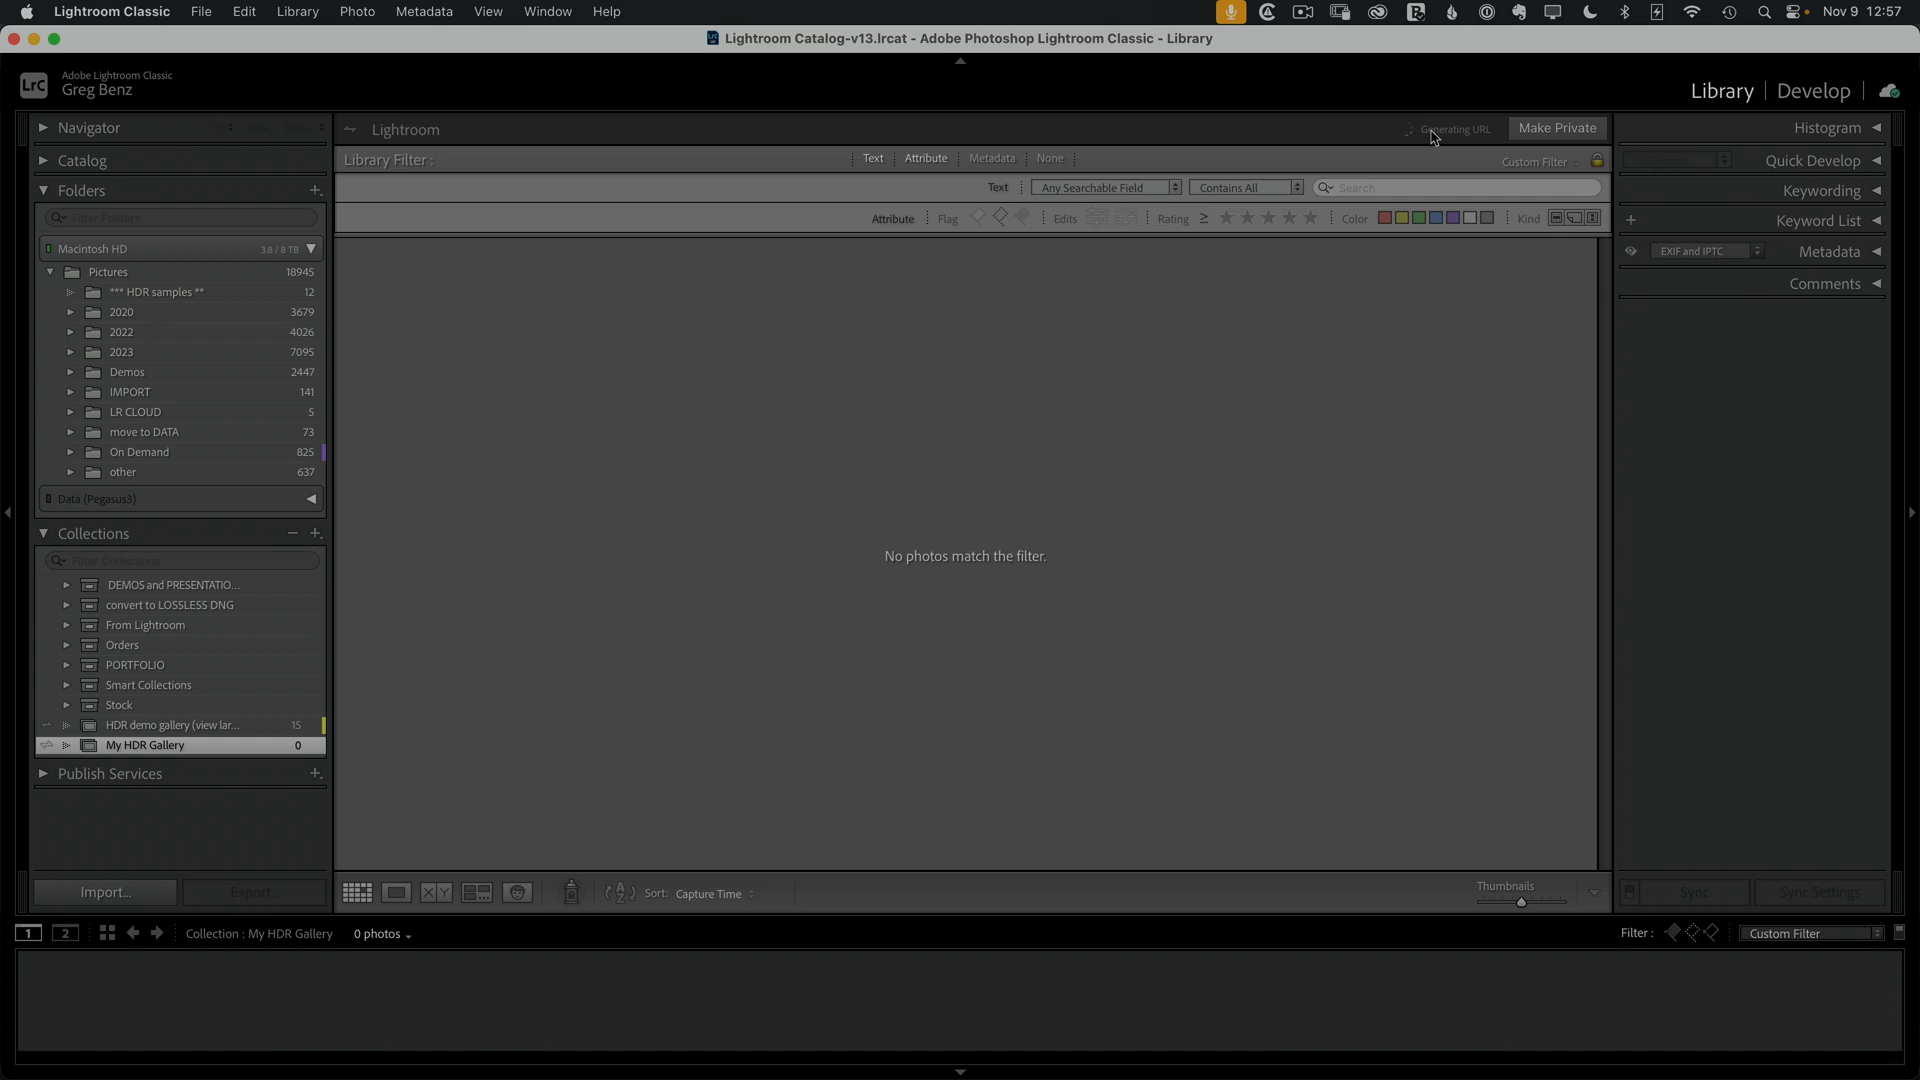 Lightroom Classic File Edit Library Photo Metadata View Window Help Nov 9 12:57
Lightroom Catalog-v13.lrcat - Adobe Photoshop Lightroom Classic - Library
LrC Adobe Lightroom Classic
Greg Benz
Library | Develop
Navigator
Lightroom
Generating URL
Make Private
Histogram
Catalog
Library Filter : Text Attribute Metadata None Custom Filter
Quick Develop
Folders
Text Any Searchable Field Contains All Search
Keywording
Filter Folders
Attribute Flag Edits Rating ≥ Color Kind
Keyword List
Macintosh HD 3.8 / 8 TB
EXIF and IPTC Metadata
Pictures 18945
Comments
*** HDR samples ** 12
2020 3679
2022 4026
2023 7095
Demos 2447
IMPORT 141
LR CLOUD 5
move to DATA 73
On Demand 825
other 637
Data (Pegasus3)
Collections
Filter Collections
No photos match the filter.
DEMOS and PRESENTATIO...
convert to LOSSLESS DNG
From Lightroom
Orders
PORTFOLIO
Smart Collections
Stock
HDR demo gallery (view lar... 15
My HDR Gallery 0
Publish Services
Import... Export...
XY
Sort: Capture Time
Thumbnails
Sync Sync Settings
1 2 Collection : My HDR Gallery 0 photos
Filter : Custom Filter